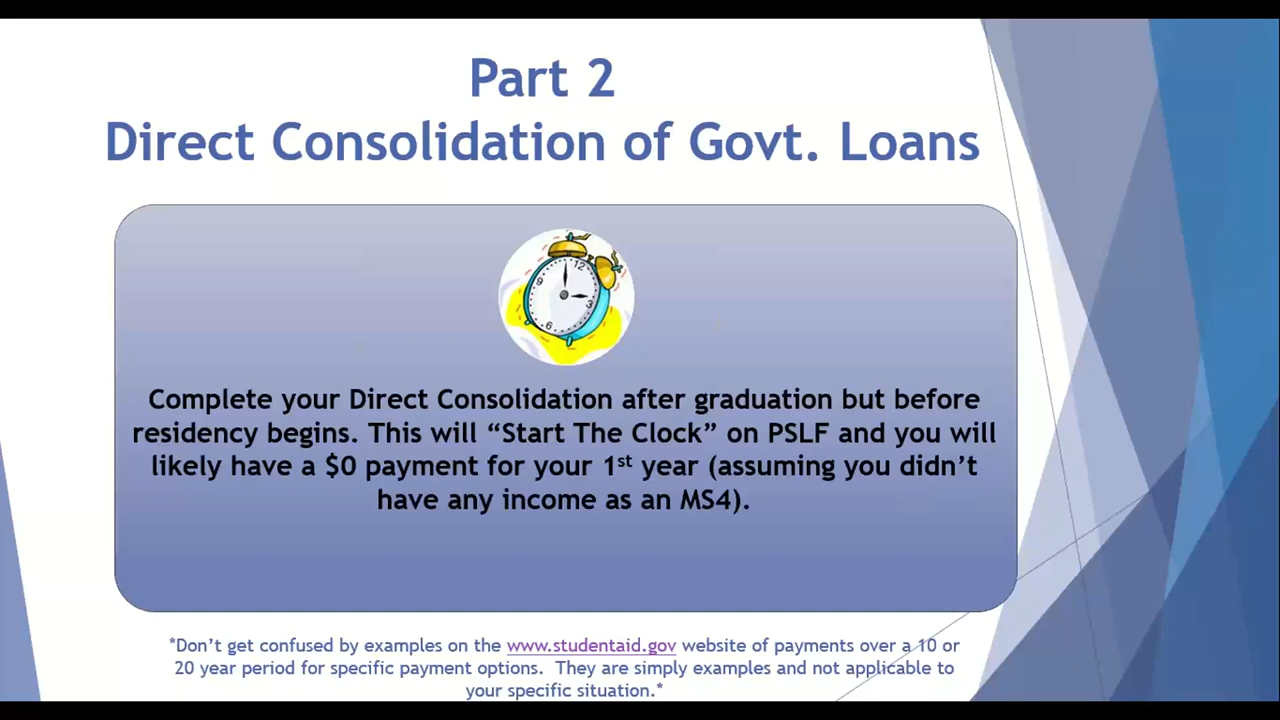 Part 2
Direct Consolidation of Govt. Loans
12
9
3
6
Complete your Direct Consolidation after graduation but before
residency begins. This will “Start The Clock” on PSLF and you will
likely have a $0 payment for your 1st year (assuming you didn’t
have any income as an MS4).
*Don’t get confused by examples on the www.studentaid.gov website of payments over a 10 or
20 year period for specific payment options. They are simply examples and not applicable to
your specific situation.*